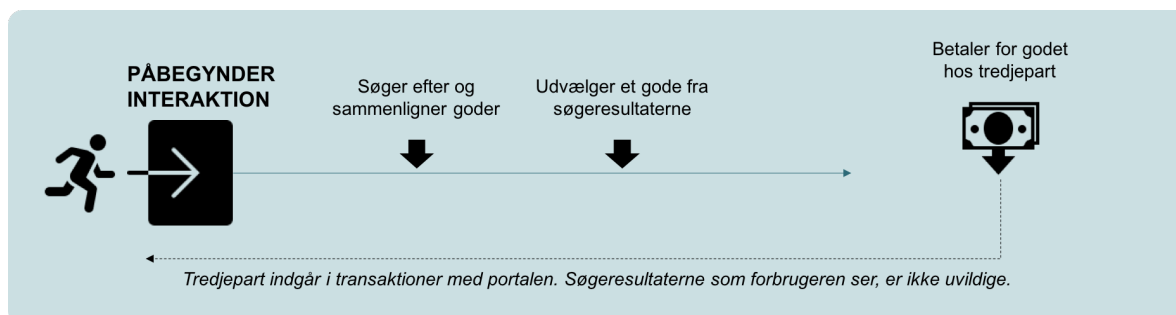 PÅBEGYNDER
INTERAKTION
Søger efter og
sammenligner goder
Udvælger et gode fra
søgeresultaterne
Betaler for godet
hos tredjepart
Tredjepart indgår i transaktioner med portalen. Søgeresultaterne som forbrugeren ser, er ikke uvildige.